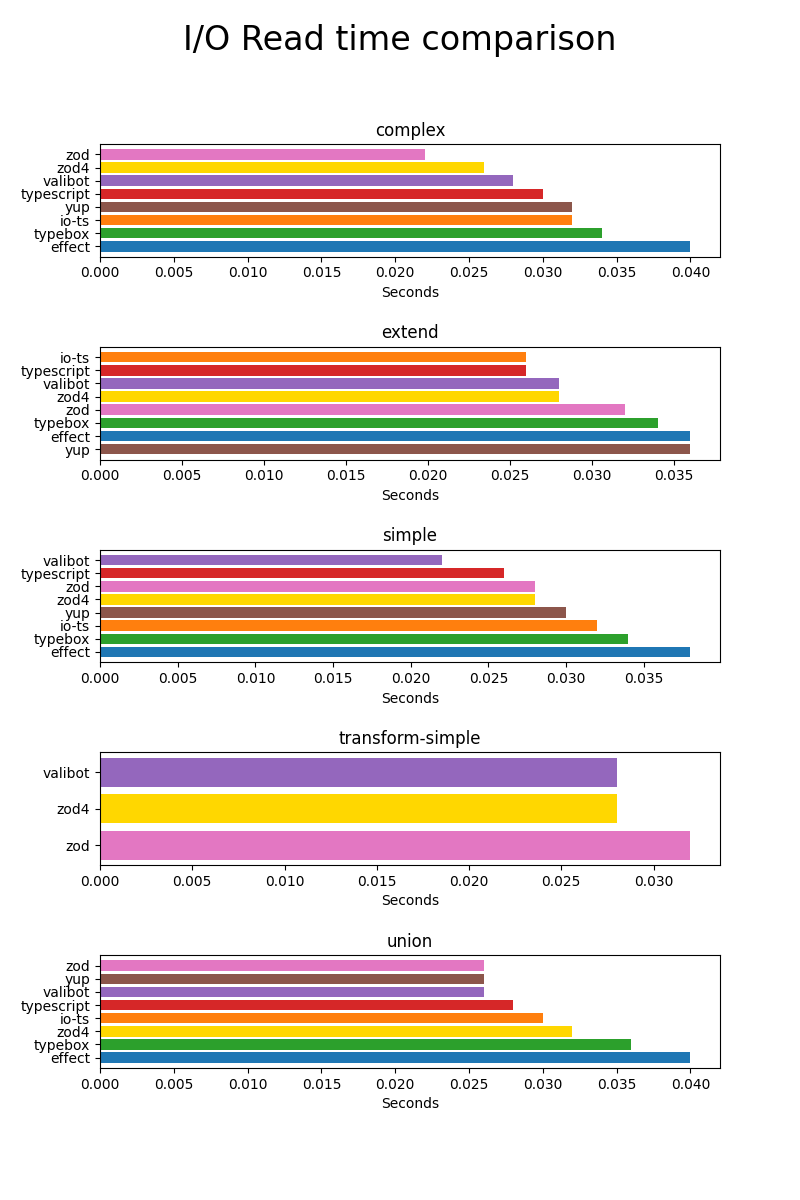 I/O Read time comparison
complex
zod
zod4
valibot
typescript
yup
io-ts
typebox
effect
0.000 0.005 0.010 0.015 0.020 0.025 0.030 0.035 0.040
Seconds
extend
io-ts
typescript
valibot
zod4
zod
typebox
effect
yup
0.000 0.005 0.010 0.015 0.020 0.025 0.030 0.035
Seconds
simple
valibot
typescript
zod
zod4
yup
io-ts
typebox
effect
0.000 0.005 0.010 0.015 0.020 0.025 0.030 0.035
Seconds
transform-simple
valibot
zod4
zod
0.000 0.005 0.010 0.015 0.020 0.025 0.030
Seconds
union
zod
yup
valibot
typescript
io-ts
zod4
typebox
effect
0.000 0.005 0.010 0.015 0.020 0.025 0.030 0.035 0.040
Seconds